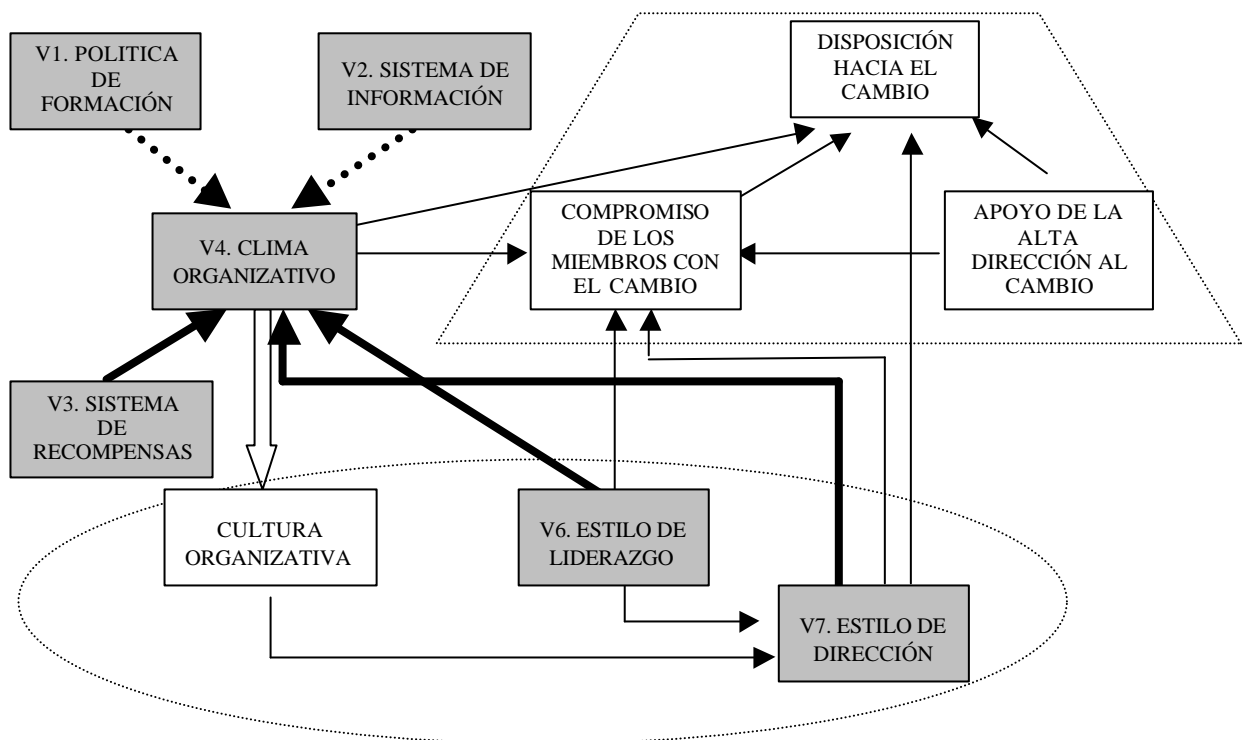 V1. POLITICA
DE
FORMACIÓN
V2. SISTEMA DE
INFORMACIÓN
DISPOSICIÓN
HACIA EL
CAMBIO
V4. CLIMA
ORGANIZATIVO
COMPROMISO
DE LOS
MIEMBROS CON
EL CAMBIO
APOYO DE LA
ALTA
DIRECCIÓN AL
CAMBIO
V3. SISTEMA
DE
RECOMPENSAS
CULTURA
ORGANIZATIVA
V6. ESTILO DE
LIDERAZGO
V7. ESTILO DE
DIRECCIÓN